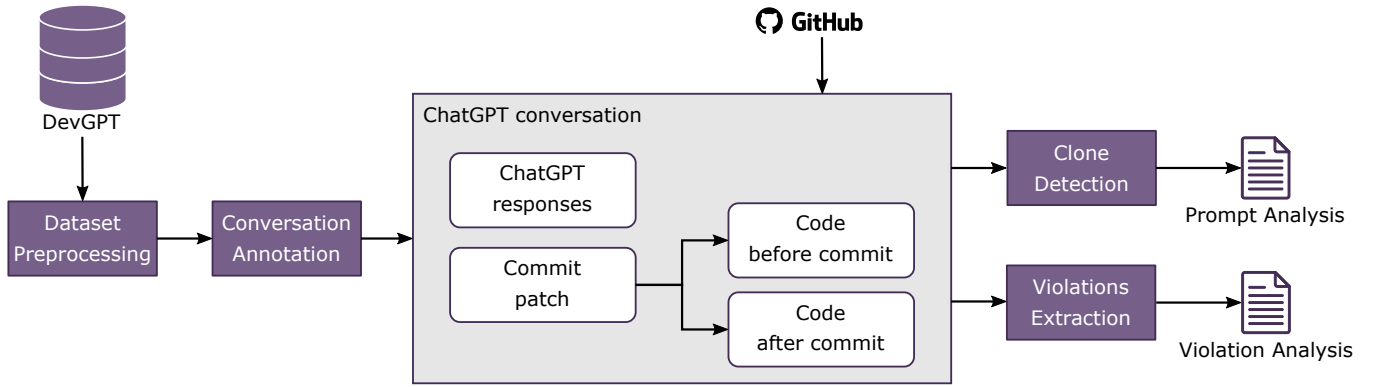 GitHub
DevGPT
Dataset
Preprocessing
Conversation
Annotation
ChatGPT conversation
ChatGPT
responses
Commit
patch
Code
before commit
Code
after commit
Clone
Detection
Prompt Analysis
Violations
Extraction
Violation Analysis